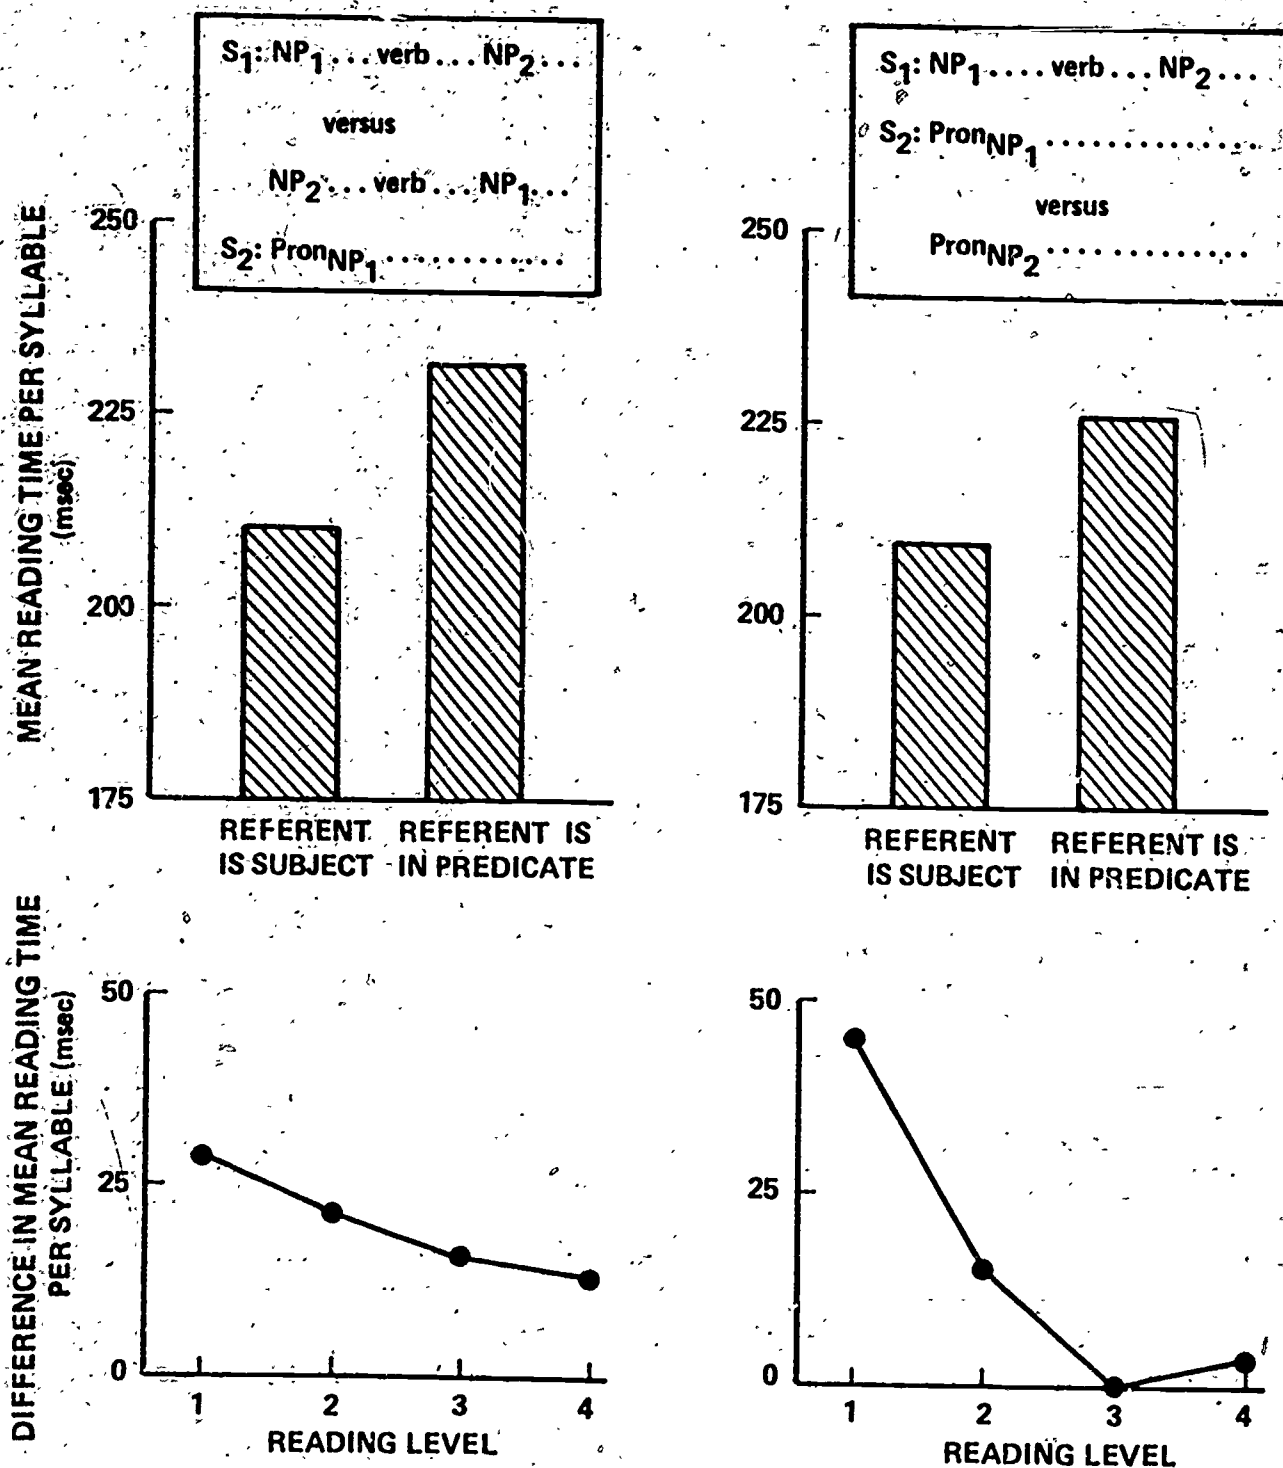 S1: NP1...verb...NP2...
versus
NP2...verb...NP1...
S2: PronNP1............
MEAN READING TIME PER SYLLABLE
(msec)
250
225
200
175
REFERENT IS SUBJECT
REFERENT IS IN PREDICATE
S1: NP1....verb...NP2...
S2: PronNP1..............
versus
PronNP2.............
250
225
200
175
REFERENT IS SUBJECT
REFERENT IS IN PREDICATE
DIFFERENCE IN MEAN READING TIME
PER SYLLABLE (msec)
50
25
0
1 2 3 4
READING LEVEL
50
25
0
1 2 3 4
READING LEVEL